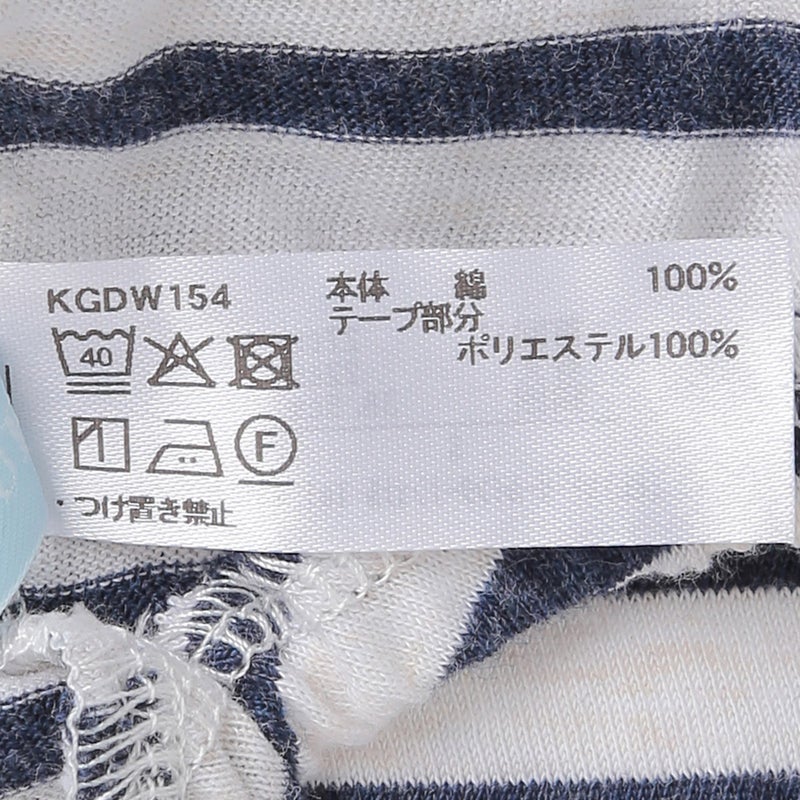 KGDW154
本体 綿 100%
テープ部分
ポリエステル100%
40
F
・つけ置き禁止